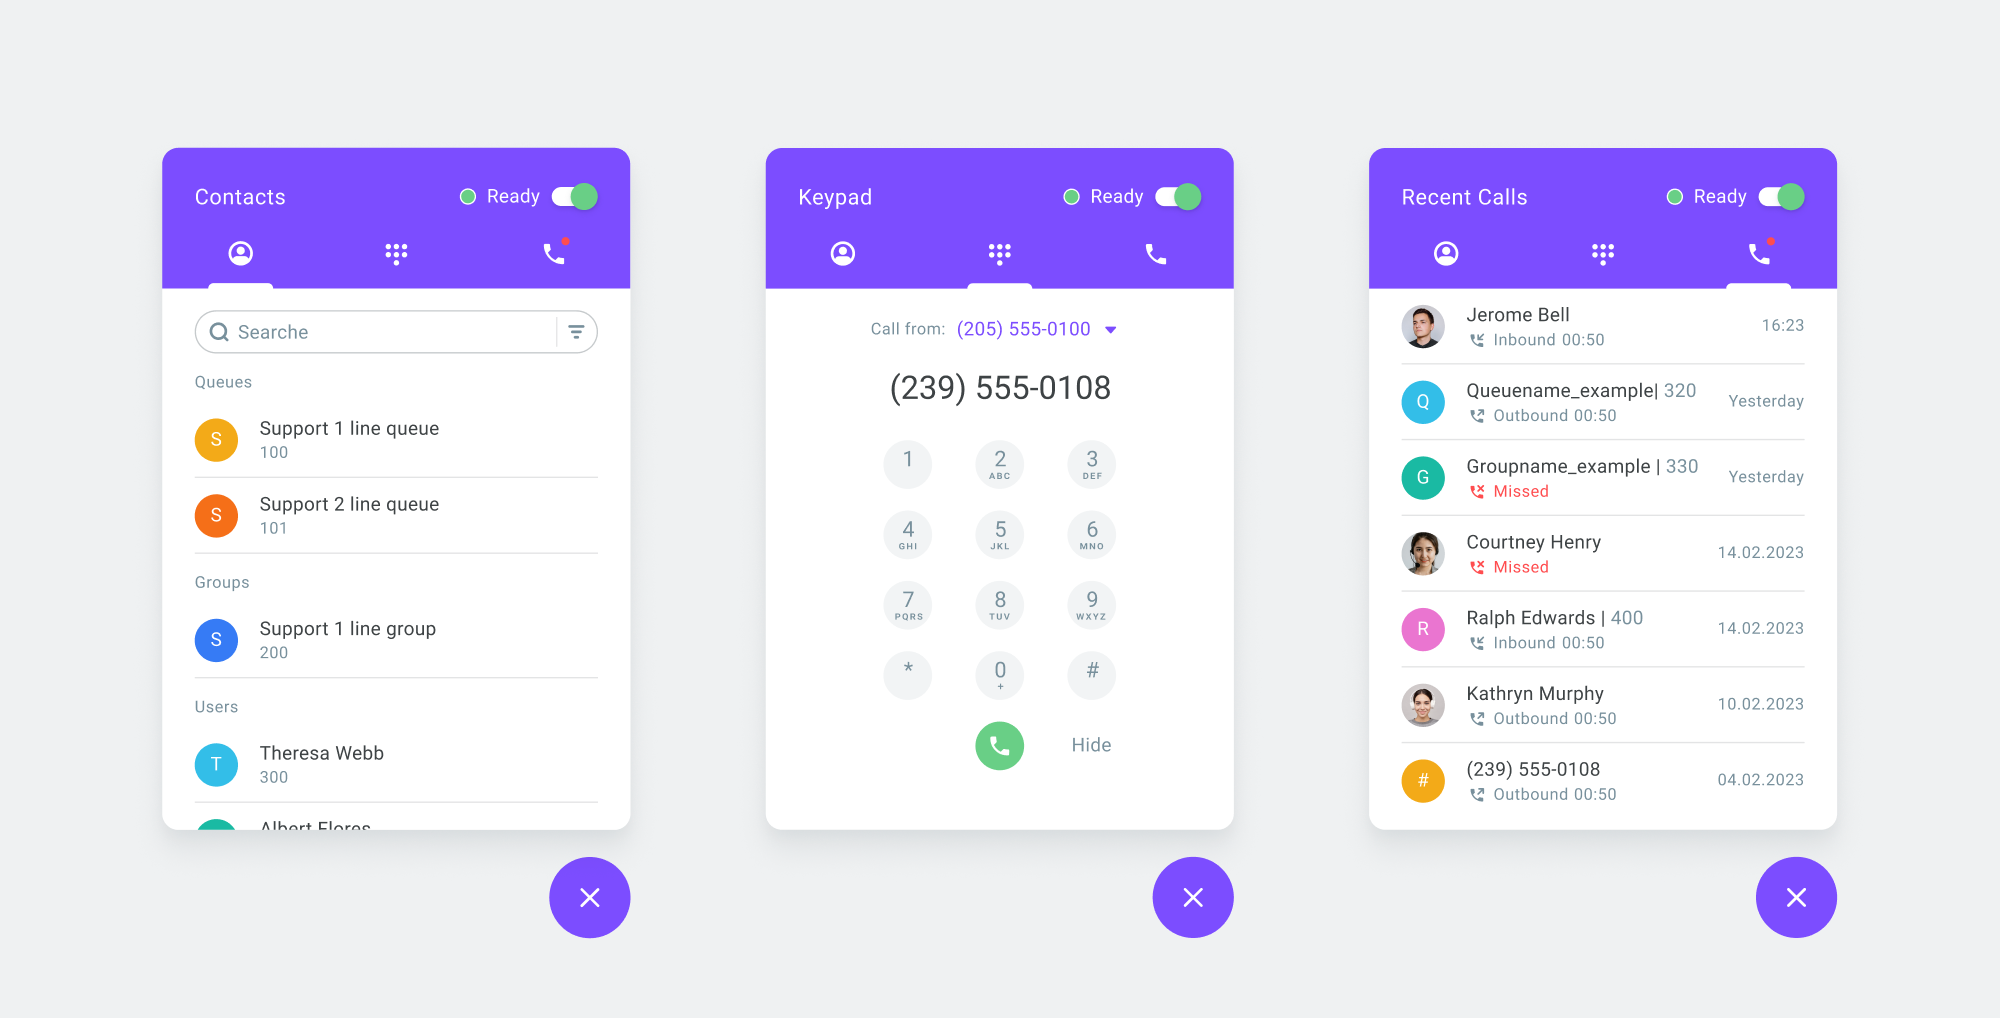 Contacts
Ready
Searche
Queues
S
Support 1 line queue
100
S
Support 2 line queue
101
Groups
S
Support 1 line group
200
Users
T
Theresa Webb
300
Albert Flores
Keypad
Ready
Call from: (205) 555-0100
(239) 555-0108
1 2 3
ABC DEF
4 5 6
GHI JKL MNO
7 8 9
PQRS TUV WXYZ
* 0 #
+
Hide
Recent Calls
Ready
Jerome Bell
Inbound 00:50
16:23
Q
Queuename_example| 320
Outbound 00:50
Yesterday
G
Groupname_example | 330
Missed
Yesterday
Courtney Henry
Missed
14.02.2023
R
Ralph Edwards | 400
Inbound 00:50
14.02.2023
Kathryn Murphy
Outbound 00:50
10.02.2023
#
(239) 555-0108
Outbound 00:50
04.02.2023